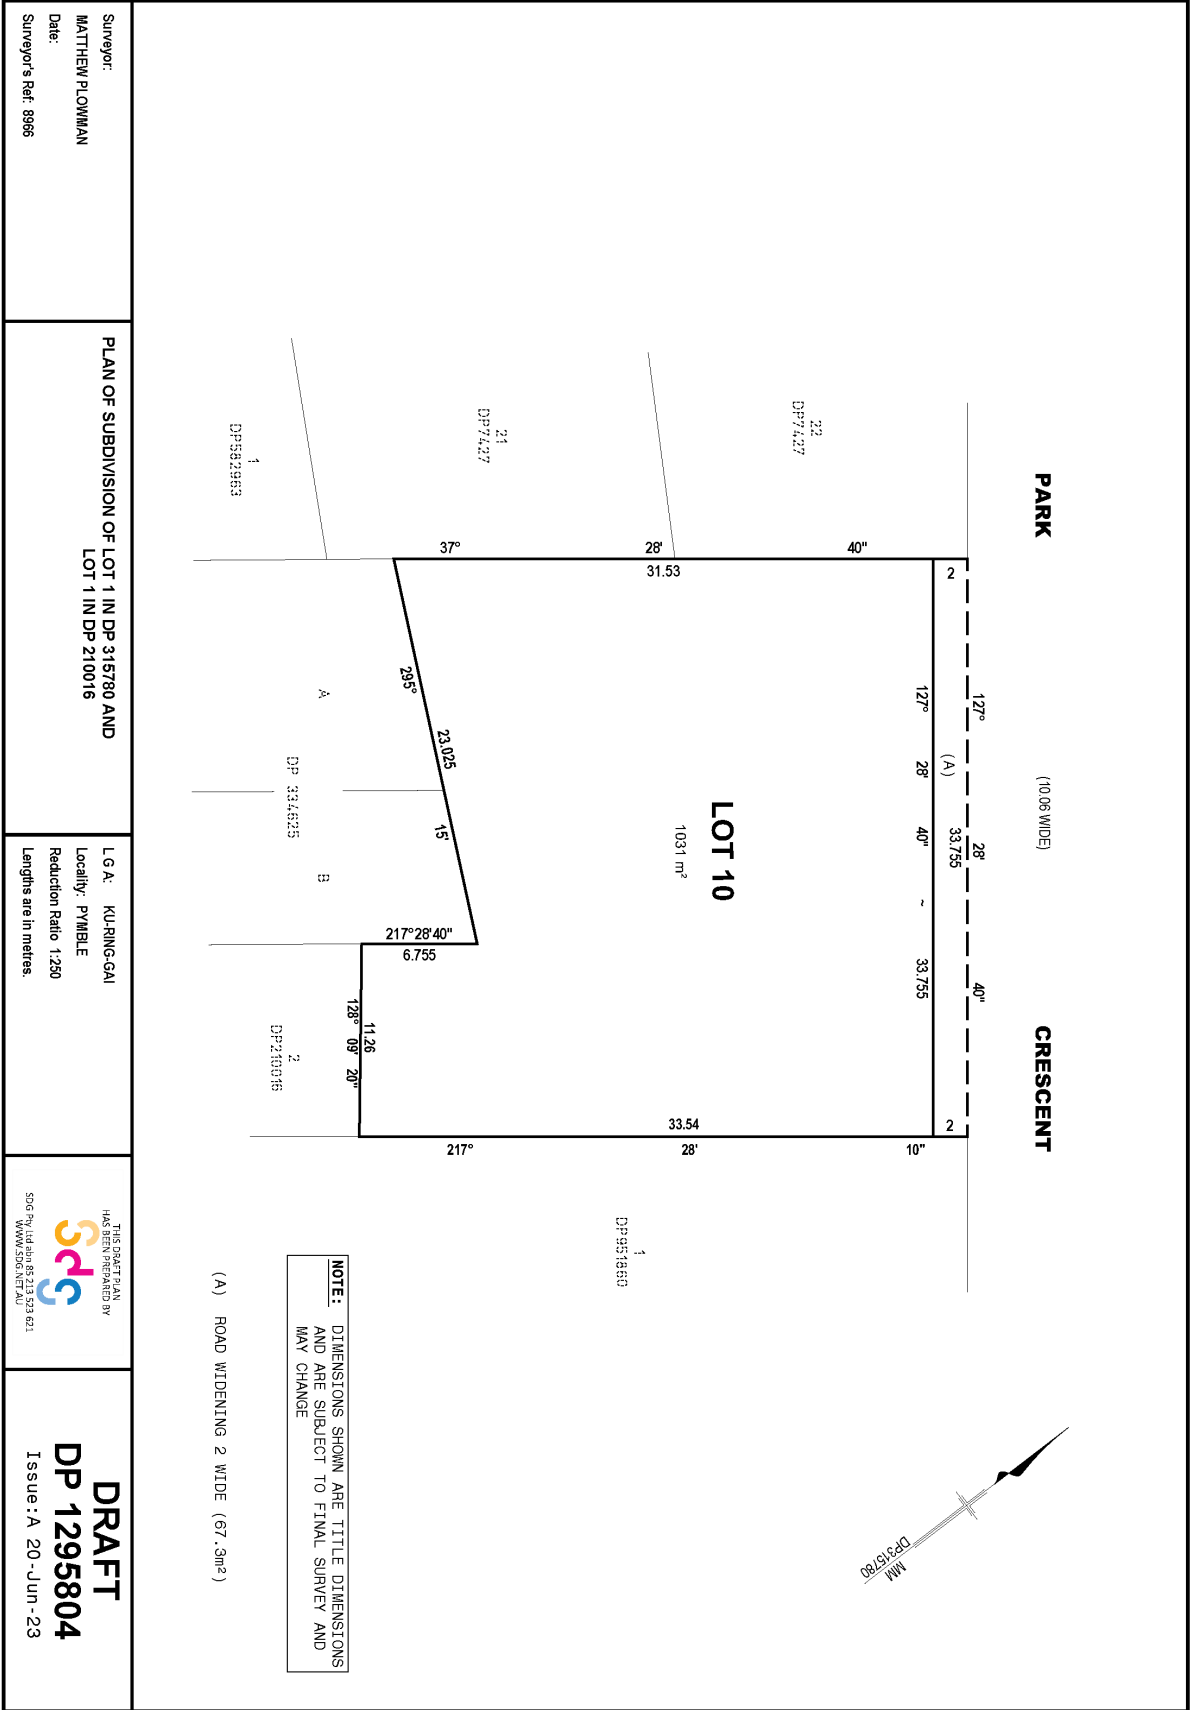 PARK
CRESCENT
(10.06 WIDE)
127° 28' 40"
33.755
(A)
2
2
127° 28' 40" ~ 33.755
22
DP7427
21
DP7427
1
DP582963
37° 28' 40"
31.53
LOT 10
1031 m²
33.54
217° 28' 10"
295° 23.025 15'
217°28'40"
6.755
11.26
128° 09' 20"
A
DP 334625
B
2
DP210016
1
DP951860
MM
DP315780
NOTE: DIMENSIONS SHOWN ARE TITLE DIMENSIONS
AND ARE SUBJECT TO FINAL SURVEY AND
MAY CHANGE
(A) ROAD WIDENING 2 WIDE (67.3m²)
Surveyor:
MATTHEW PLOWMAN
Date:
Surveyor's Ref: 8966
PLAN OF SUBDIVISION OF LOT 1 IN DP 315780 AND
LOT 1 IN DP 210016
L G A: KU-RING-GAI
Locality: PYMBLE
Reduction Ratio 1:250
Lengths are in metres.
THIS DRAFT PLAN
HAS BEEN PREPARED BY
sdg
SDG Pty Ltd abn 85 213 523 621
WWW.SDG.NET.AU
DRAFT
DP 1295804
Issue:A 20-Jun-23